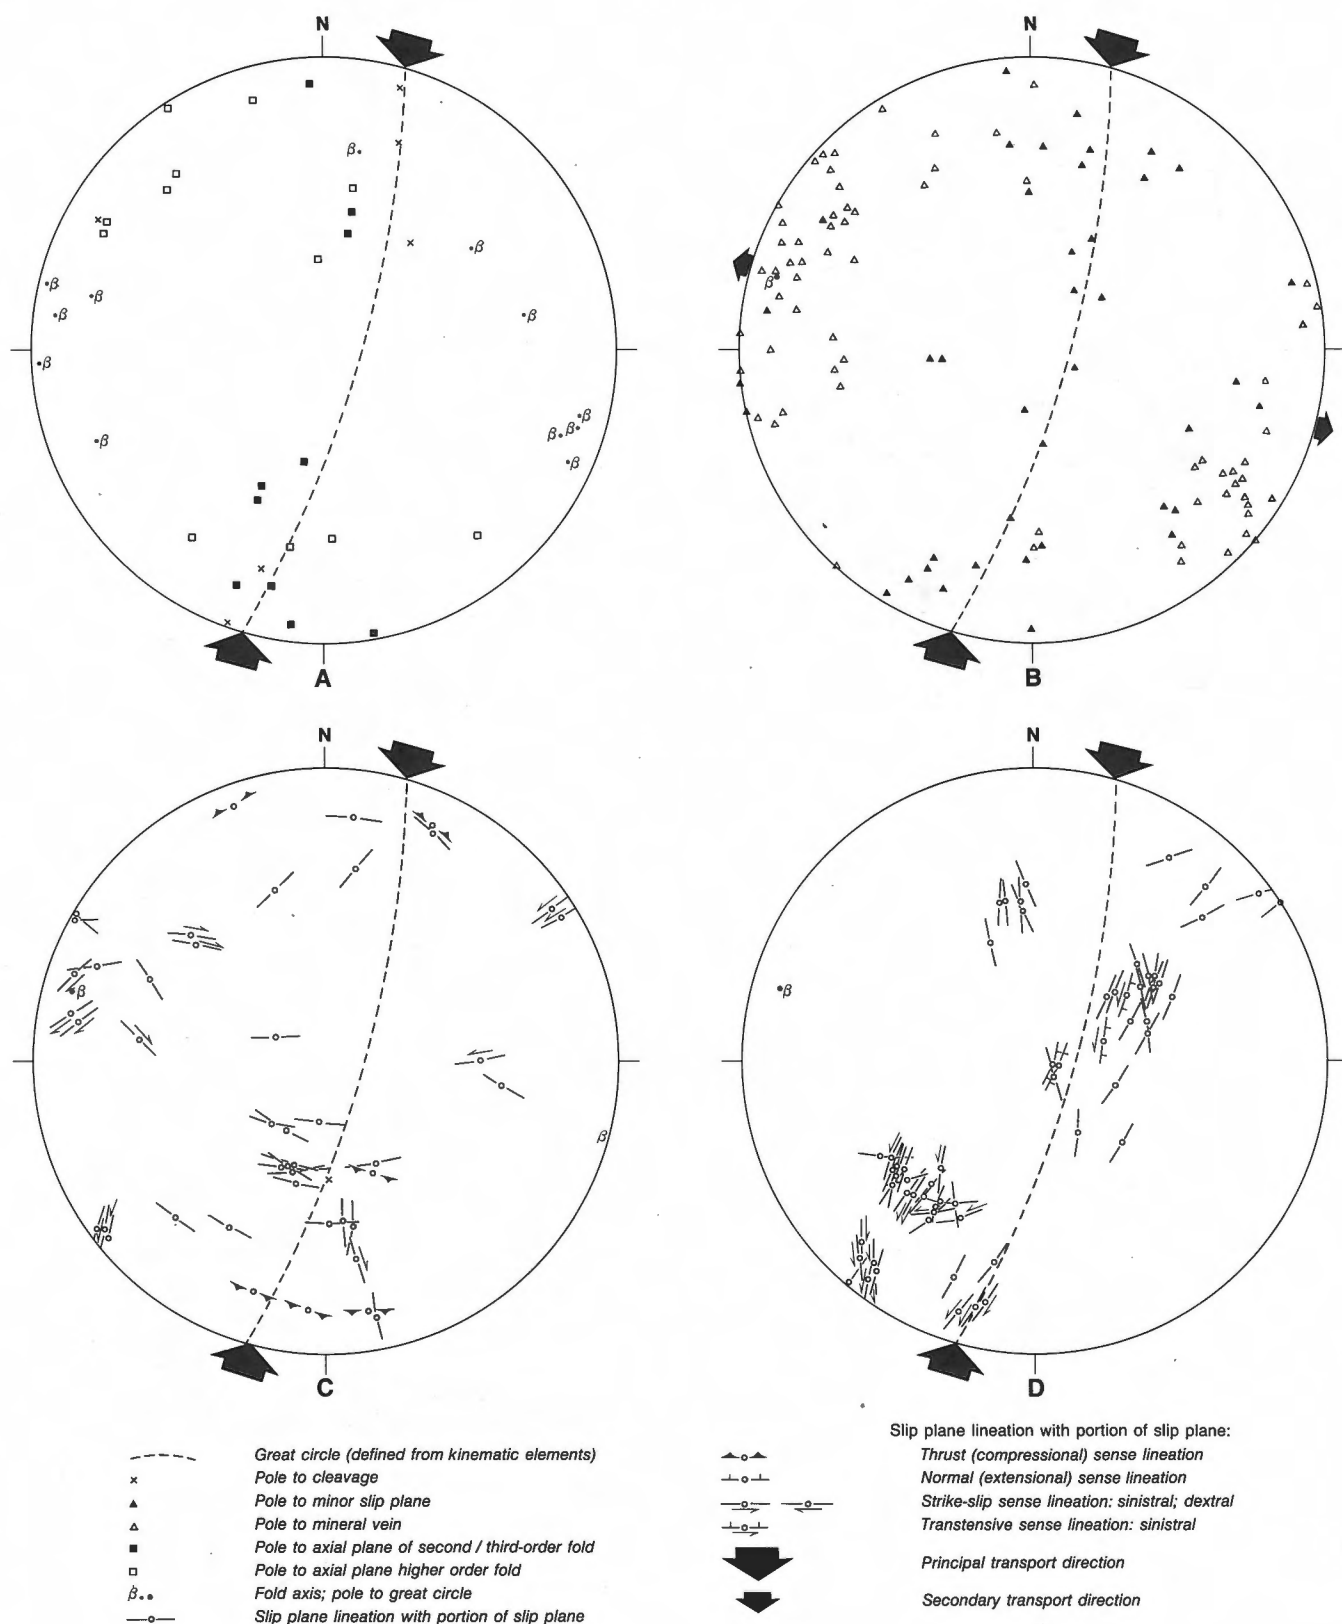 N
N
β
β
β
β
β
β
β
β
β
β
β
β
β
A
B
N
N
β
β
β
C
D
Great circle (defined from kinematic elements)
Pole to cleavage
Pole to minor slip plane
Pole to mineral vein
Pole to axial plane of second / third-order fold
Pole to axial plane higher order fold
β Fold axis; pole to great circle
Slip plane lineation with portion of slip plane
Slip plane lineation with portion of slip plane:
Thrust (compressional) sense lineation
Normal (extensional) sense lineation
Strike-slip sense lineation: sinistral; dextral
Transtensive sense lineation: sinistral
Principal transport direction
Secondary transport direction